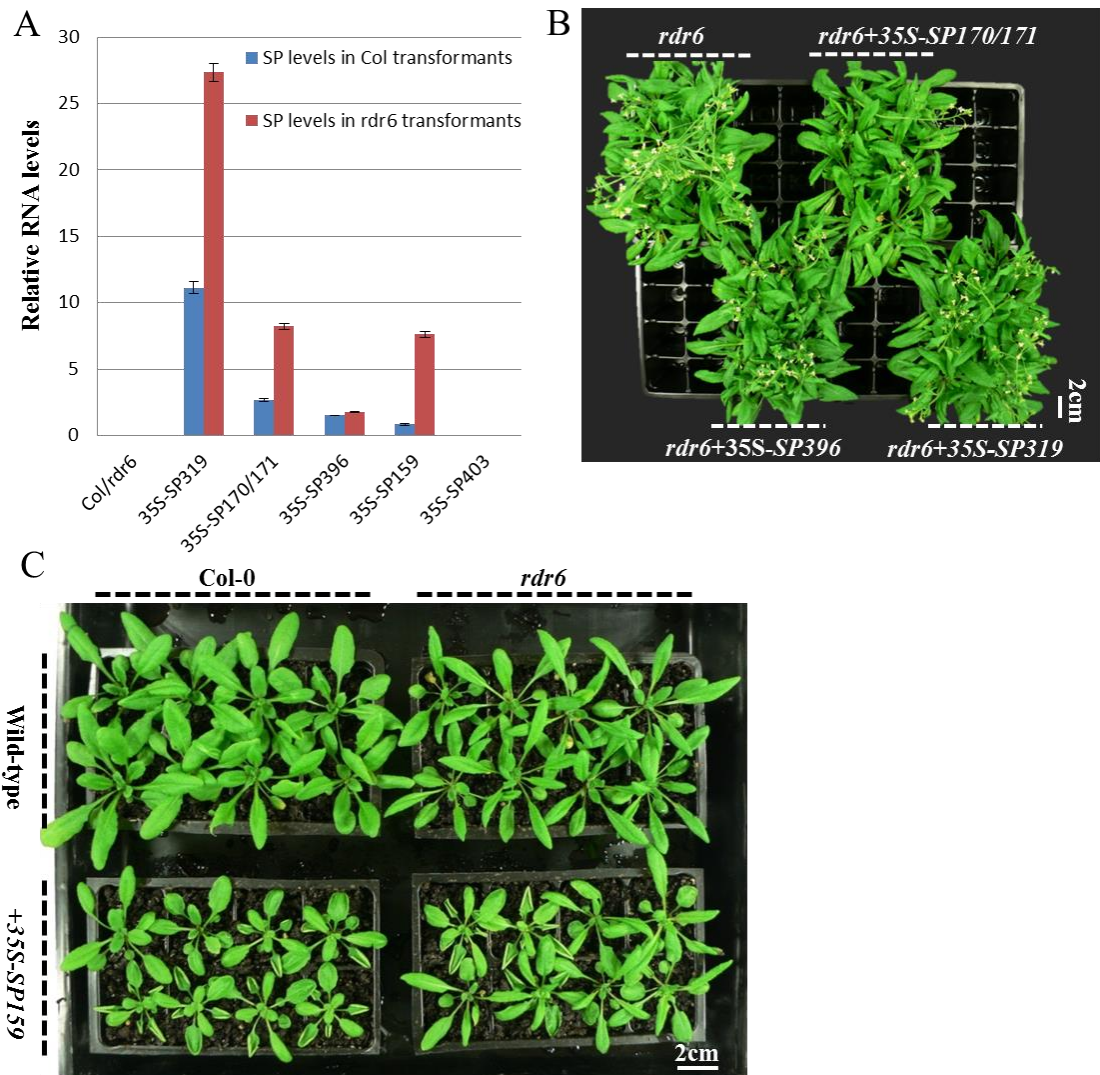 A
30
25
20
15
10
5
0
Relative RNA levels
SP levels in Col transformants
SP levels in rdr6 transformants
Col/rdr6
35S-SP319
35S-SP170/171
35S-SP396
35S-SP159
35S-SP403
B
rdr6
rdr6+35S-SP170/171
rdr6+35S-SP396
rdr6+35S-SP319
2cm
C
Col-0
rdr6
Wild-type
+35S-SP159
2cm